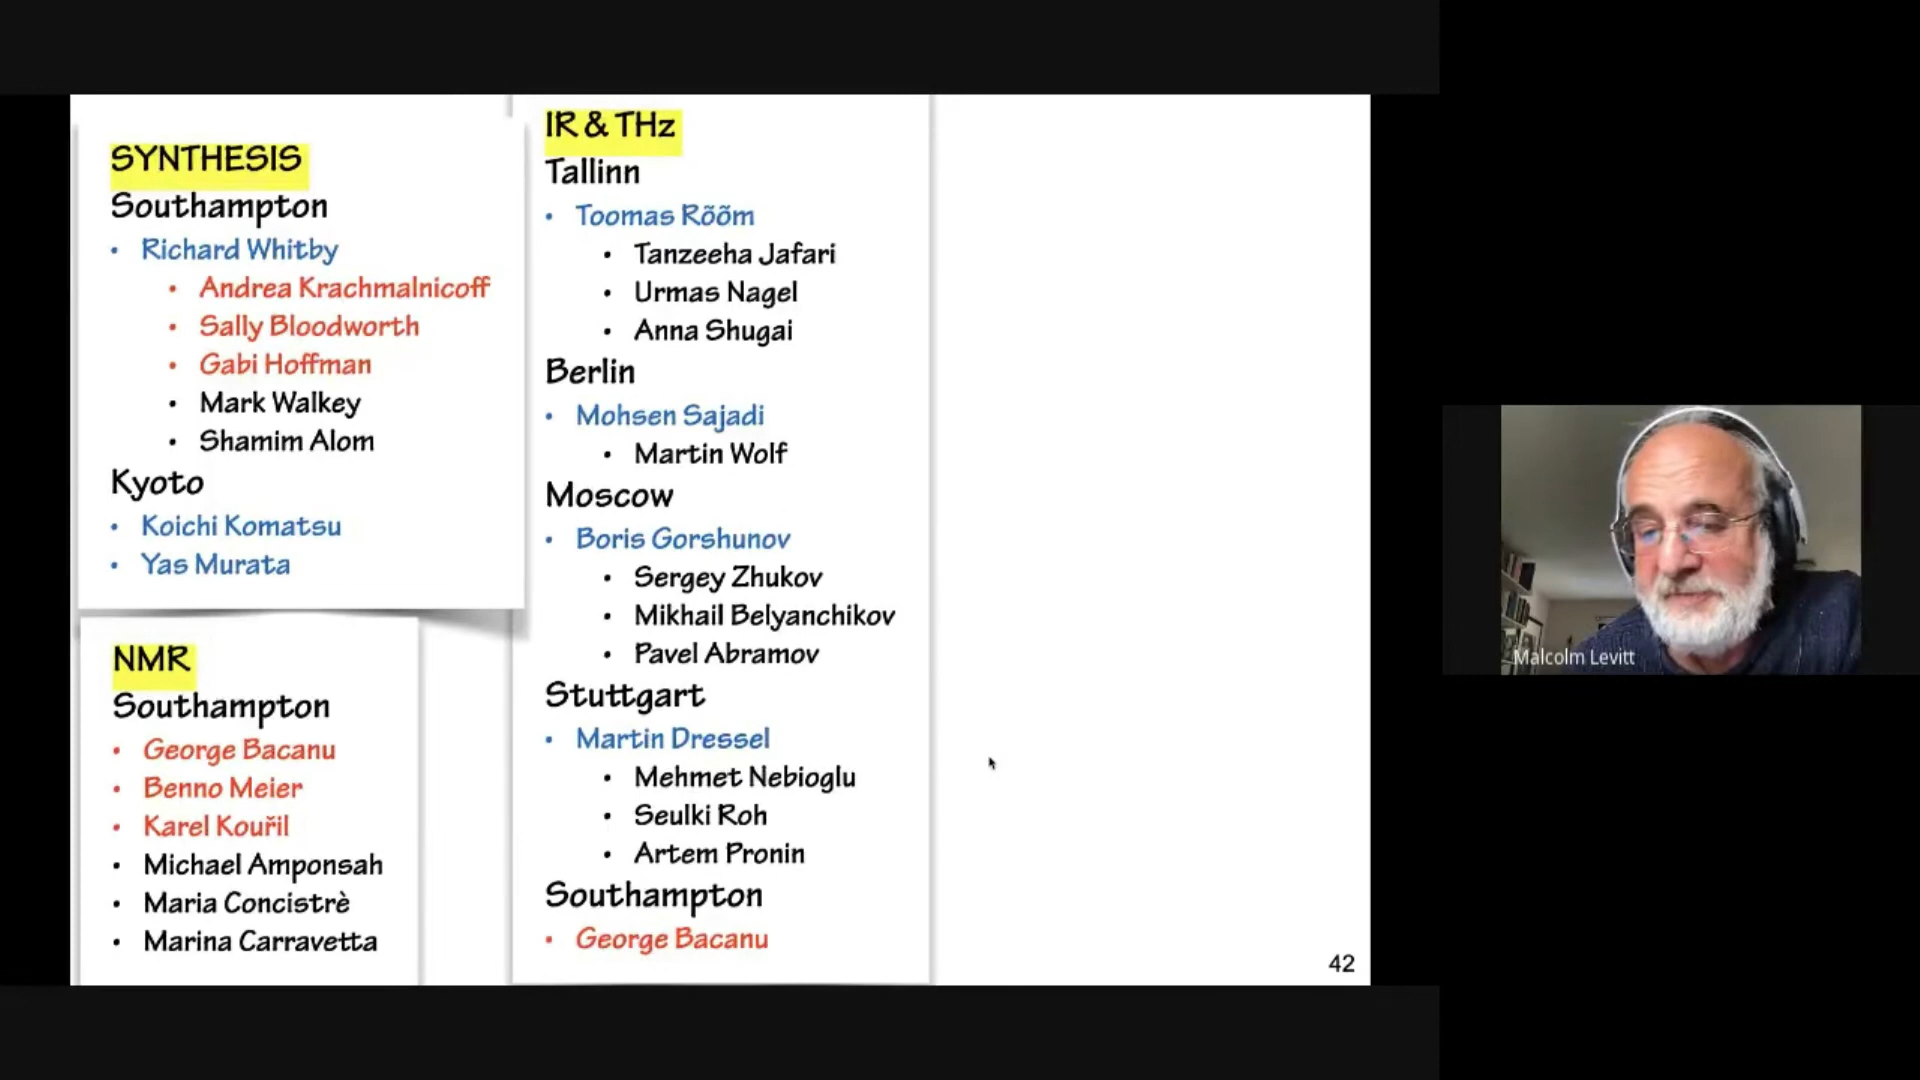 SYNTHESIS
Southampton
• Richard Whitby
• Andrea Krachmalnicoff
• Sally Bloodworth
• Gabi Hoffman
• Mark Walkey
• Shamim Alom
Kyoto
• Koichi Komatsu
• Yas Murata
NMR
Southampton
• George Bacanu
• Benno Meier
• Karel Kouřil
• Michael Amponsah
• Maria Concistrè
• Marina Carravetta
IR & THz
Tallinn
• Toomas Rõõm
• Tanzeeha Jafari
• Urmas Nagel
• Anna Shugai
Berlin
• Mohsen Sajadi
• Martin Wolf
Moscow
• Boris Gorshunov
• Sergey Zhukov
• Mikhail Belyanchikov
• Pavel Abramov
Stuttgart
• Martin Dressel
• Mehmet Nebioglu
• Seulki Roh
• Artem Pronin
Southampton
• George Bacanu
42
Malcolm Levitt